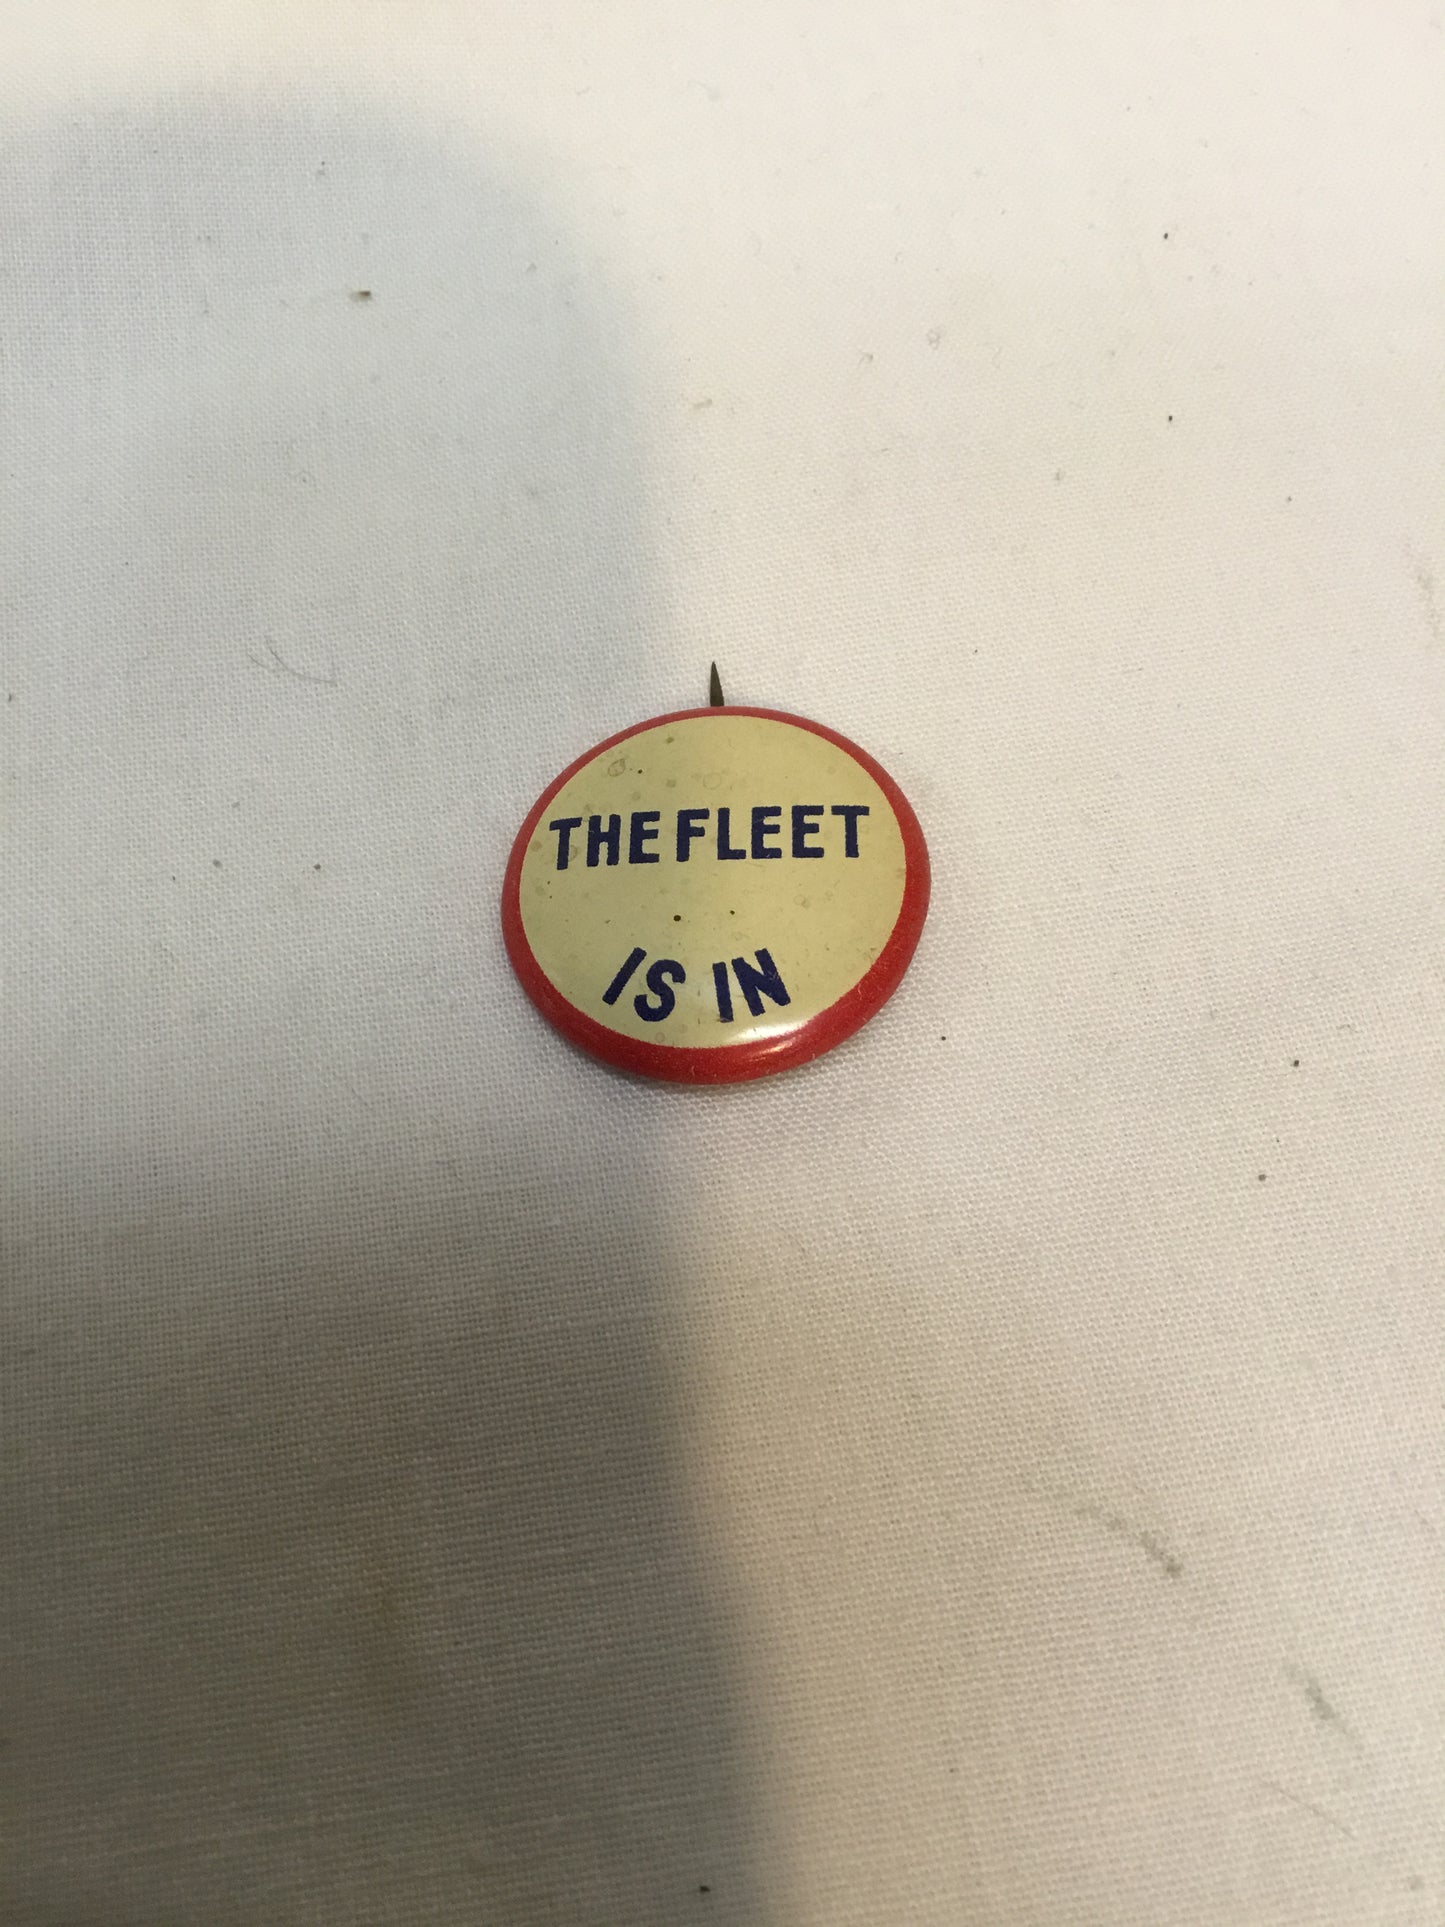 THE FLEET
IS IN